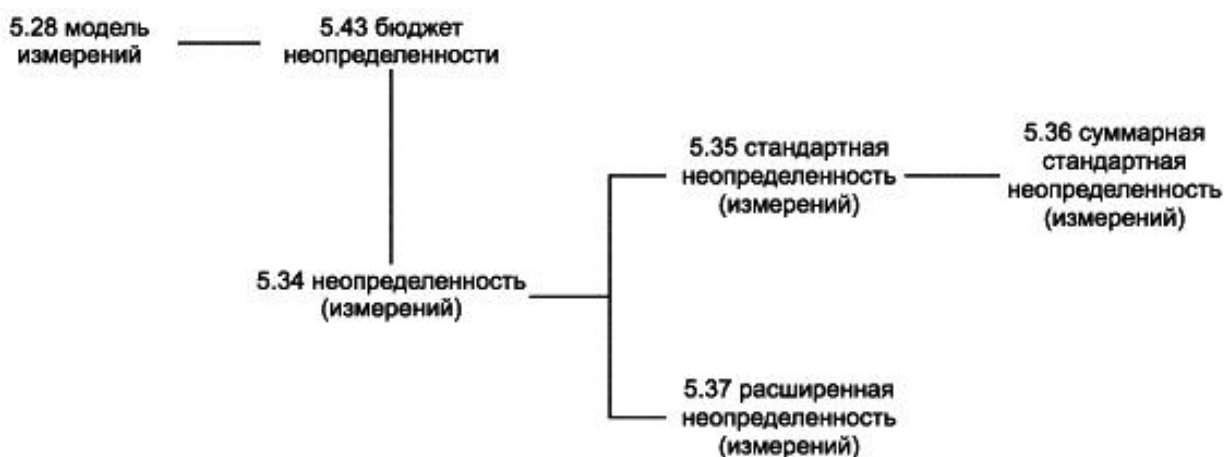 5.28 модель
измерений
5.43 бюджет
неопределенности
5.35 стандартная
неопределенность
(измерений)
5.36 суммарная
стандартная
неопределенность
(измерений)
5.34 неопределенность
(измерений)
5.37 расширенная
неопределенность
(измерений)